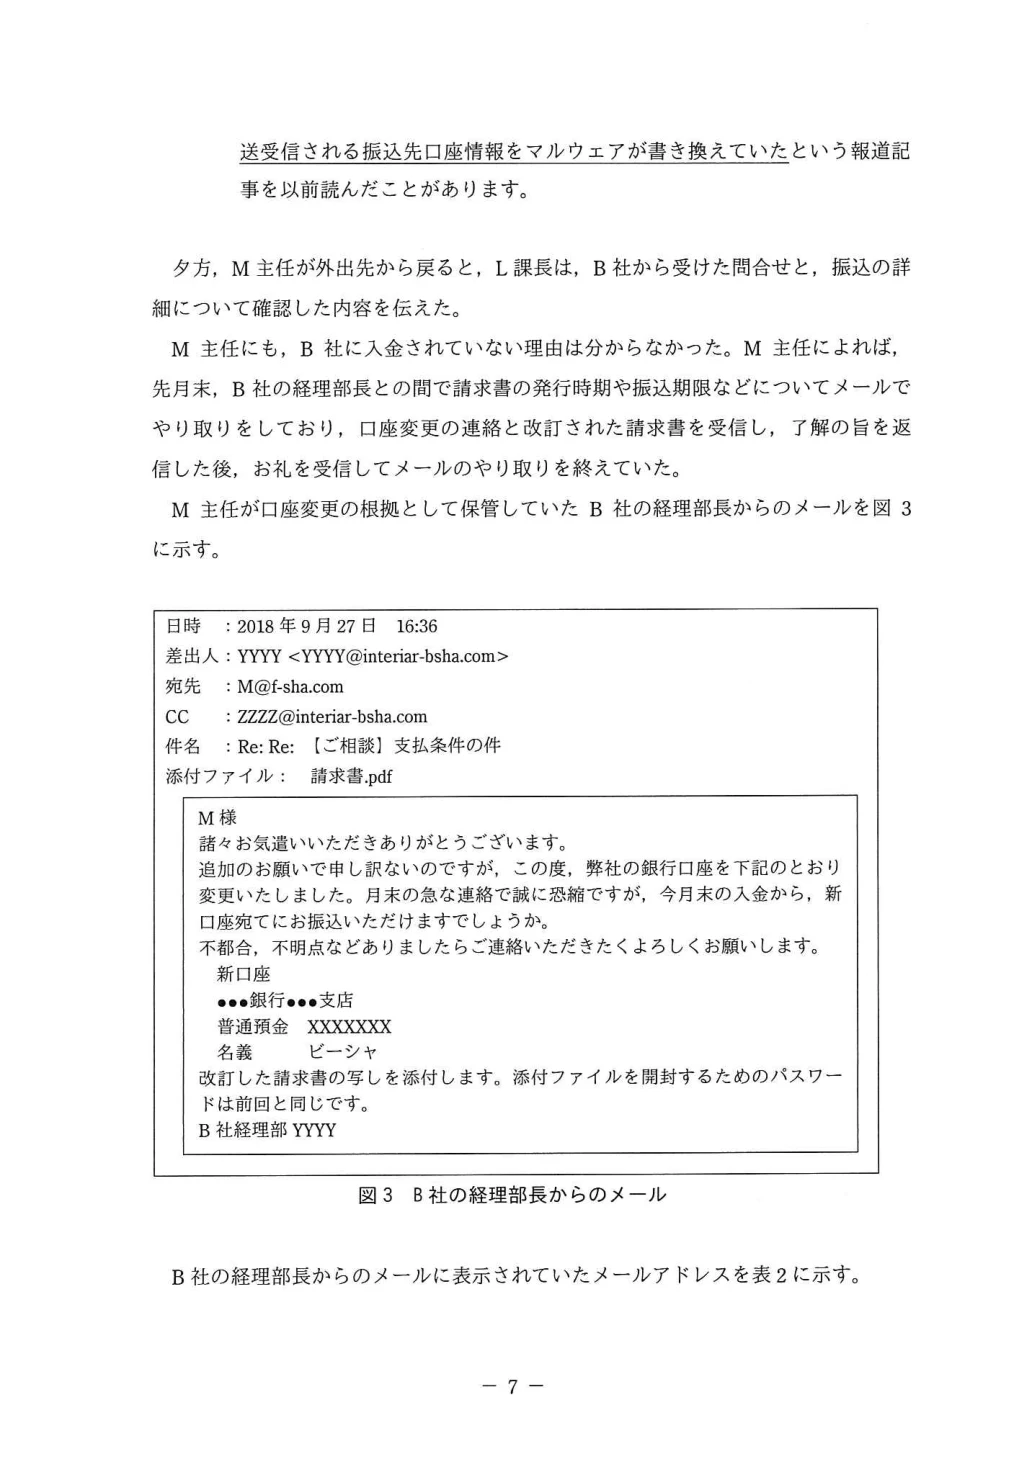 送受信される振込先口座情報をマルウェアが書き換えていたという報道記
事を以前読んだことがあります。
夕方，M 主任が外出先から戻ると，L 課長は，B 社から受けた問合せと，振込の詳
細について確認した内容を伝えた。
M 主任にも，B 社に入金されていない理由は分からなかった。M 主任によれば，
先月末，B 社の経理部長との間で請求書の発行時期や振込期限などについてメールで
やり取りをしており，口座変更の連絡と改訂された請求書を受信し，了解の旨を返
信した後，お礼を受信してメールのやり取りを終えていた。
M 主任が口座変更の根拠として保管していた B 社の経理部長からのメールを図 3
に示す。
日時　：2018 年 9 月 27 日　16:36
差出人：YYYY <YYYY@interiar-bsha.com>
宛先　：M@f-sha.com
CC　：ZZZZ@interiar-bsha.com
件名　：Re: Re: 【ご相談】支払条件の件
添付ファイル：　請求書.pdf
M 様
諸々お気遣いいただきありがとうございます。
追加のお願いで申し訳ないのですが，この度，弊社の銀行口座を下記のとおり
変更いたしました。月末の急な連絡で誠に恐縮ですが，今月末の入金から，新
口座宛てにお振込いただけますでしょうか。
不都合，不明点などありましたらご連絡いただきたくよろしくお願いします。
新口座
●●●銀行●●●支店
普通預金　XXXXXXX
名義　　ビーシャ
改訂した請求書の写しを添付します。添付ファイルを開封するためのパスワー
ドは前回と同じです。
B 社経理部 YYYY
図 3　B 社の経理部長からのメール
B 社の経理部長からのメールに表示されていたメールアドレスを表 2 に示す。
－ 7 －